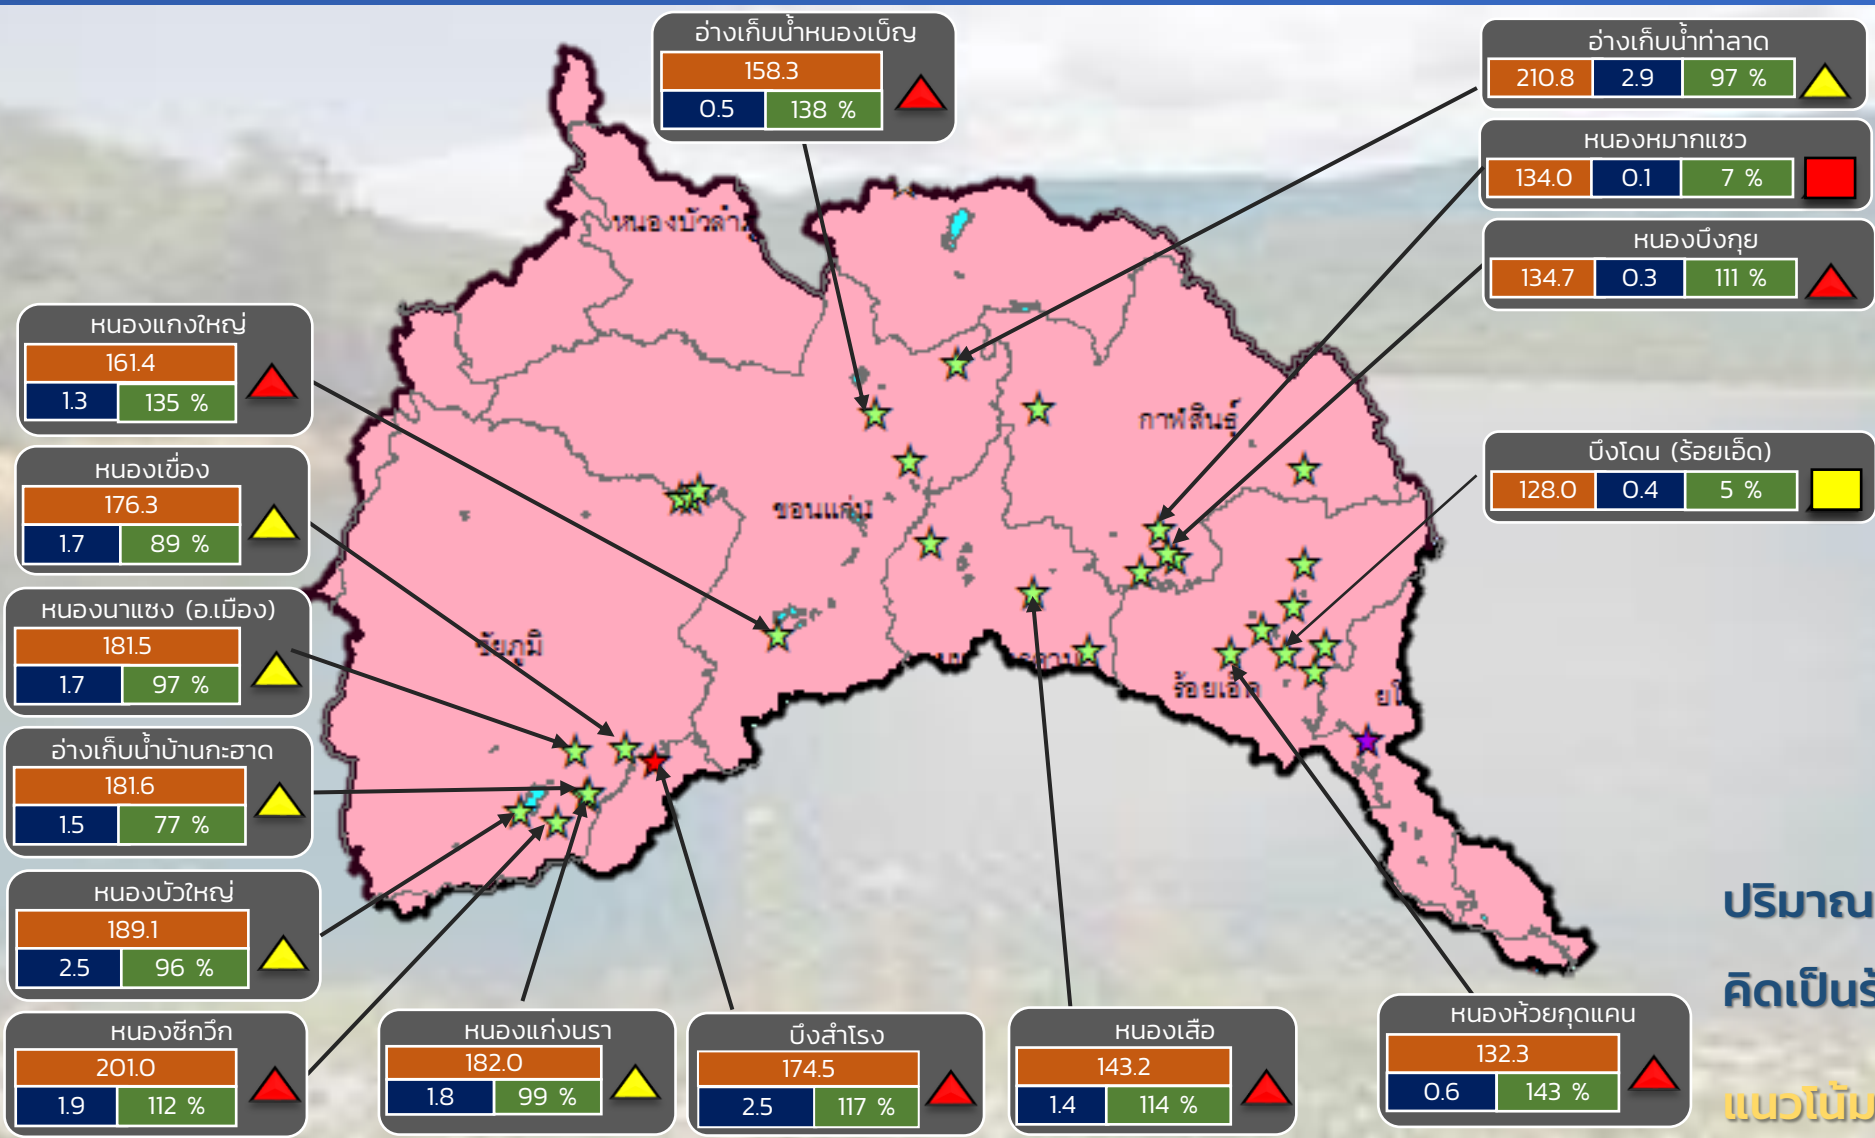 อ่างเก็บน้ำหนองเบ็ญ
158.3
0.5 138 %
อ่างเก็บน้ำท่าลาด
210.8 2.9 97 %
หนองหมากแซว
134.0 0.1 7 %
หนองบึงกุย
134.7 0.3 111 %
บึงโดน (ร้อยเอ็ด)
128.0 0.4 5 %
หนองแกงใหญ่
161.4
1.3 135 %
หนองเขื่อง
176.3
1.7 89 %
หนองนาแซง (อ.เมือง)
181.5
1.7 97 %
อ่างเก็บน้ำบ้านกะฮาด
181.6
1.5 77 %
หนองบัวใหญ่
189.1
2.5 96 %
หนองซีกวึก
201.0
1.9 112 %
หนองแก่งนรา
182.0
1.8 99 %
บึงสำโรง
174.5
2.5 117 %
หนองเสือ
143.2
1.4 114 %
หนองห้วยกุดแคน
132.3
0.6 143 %
หนองบัวลำภู
กาฬสินธุ์
ขอนแก่น
ชัยภูมิ
ร้อยเอ็ด
ปริมาณ
คิดเป็นร้
แนวโน้ม